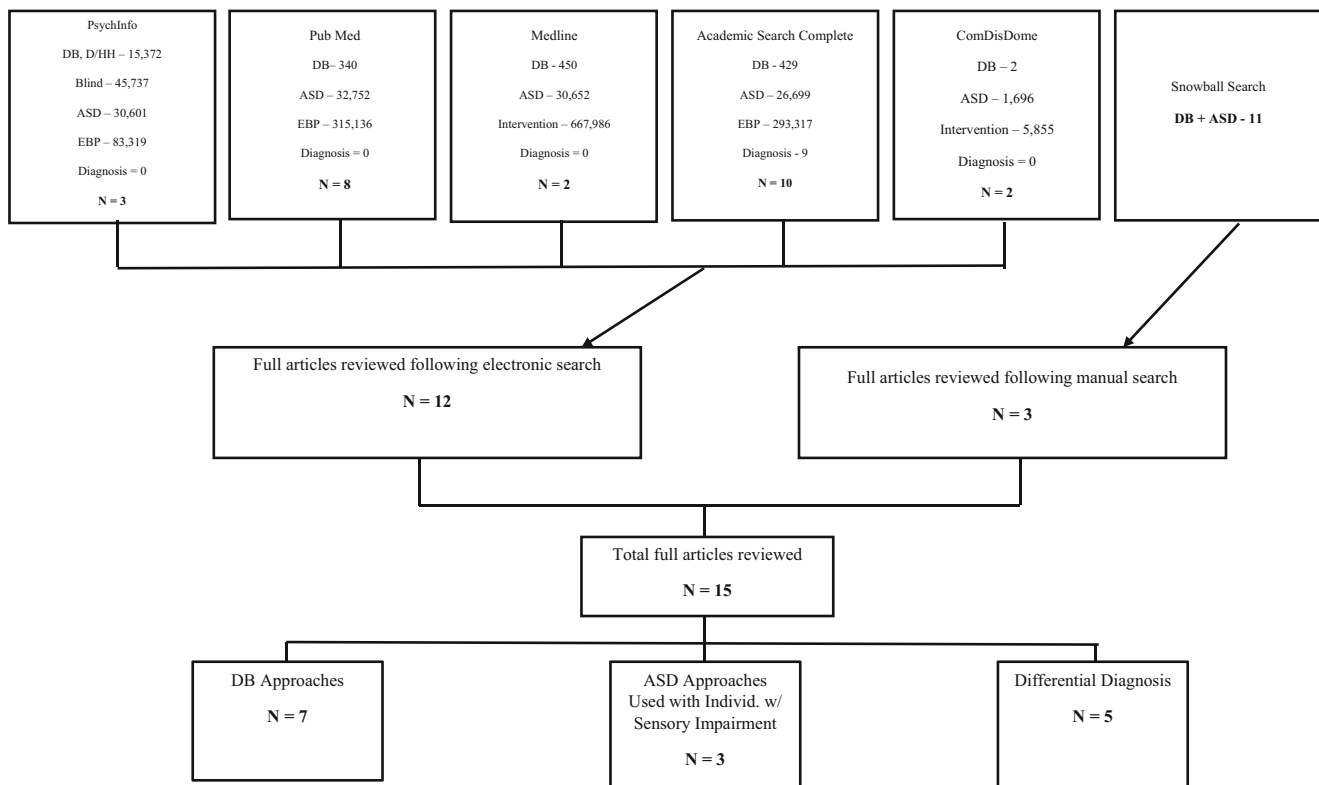 PsychInfo
DB, D/HH – 15,372
Blind – 45,737
ASD – 30,601
EBP – 83,319
Diagnosis = 0
N = 3
Pub Med
DB– 340
ASD – 32,752
EBP – 315,136
Diagnosis = 0
N = 8
Medline
DB - 450
ASD – 30,652
Intervention – 667,986
Diagnosis = 0
N = 2
Academic Search Complete
DB - 429
ASD – 26,699
EBP – 293,317
Diagnosis - 9
N = 10
ComDisDome
DB – 2
ASD – 1,696
Intervention – 5,855
Diagnosis = 0
N = 2
Snowball Search
DB + ASD - 11
Full articles reviewed following electronic search
N = 12
Full articles reviewed following manual search
N = 3
Total full articles reviewed
N = 15
DB Approaches
N = 7
ASD Approaches
Used with Individ. w/
Sensory Impairment
N = 3
Differential Diagnosis
N = 5